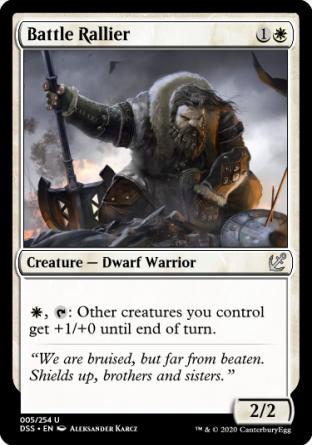 Battle Rallier 1
Creature — Dwarf Warrior
, : Other creatures you control
get +1/+0 until end of turn.
“We are bruised, but far from beaten.
Shields up, brothers and sisters.”
2/2
005/254 U
DSS • EN ALEKSANDER KARCZ ™ & © 2020 CanterburyEgg